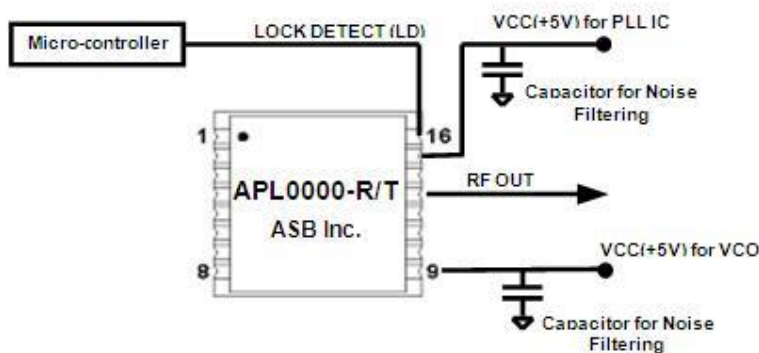 Micro-controller
LOCK DETECT (LD)
VCC(+5V) for PLL IC
Capacitor for Noise
Filtering
1
16
APL0000-R/T
ASB Inc.
RF OUT
8
9
VCC(+5V) for VCO
Capacitor for Noise
Filtering